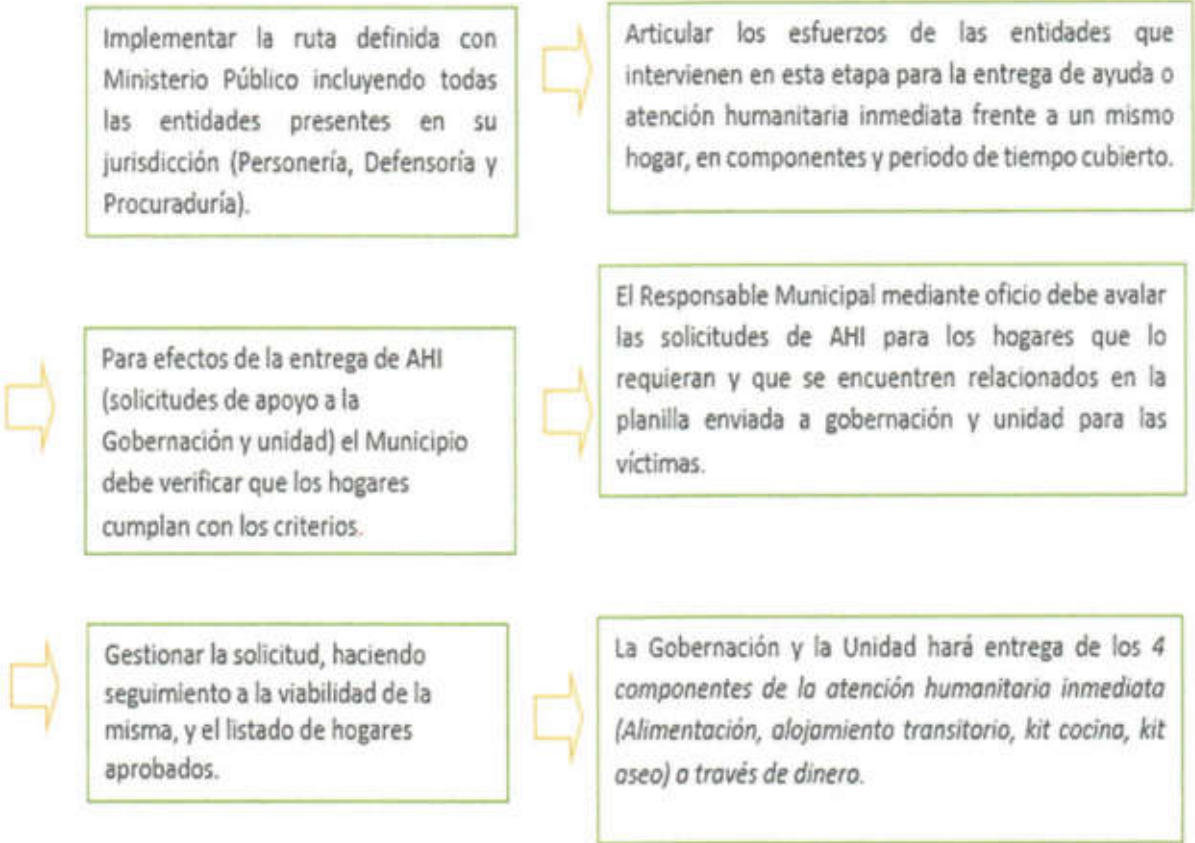 Implementar la ruta definida con
Ministerio Público incluyendo todas
las entidades presentes en su
jurisdicción (Personería, Defensoría y
Procuraduría).
Articular los esfuerzos de las entidades que
intervienen en esta etapa para la entrega de ayuda o
atención humanitaria inmediata frente a un mismo
hogar, en componentes y periodo de tiempo cubierto.
Para efectos de la entrega de AHI
(solicitudes de apoyo a la
Gobernación y unidad) el Municipio
debe verificar que los hogares
cumplan con los criterios.
El Responsable Municipal mediante oficio debe avalar
las solicitudes de AHI para los hogares que lo
requieran y que se encuentren relacionados en la
planilla enviada a gobernación y unidad para las
víctimas.
Gestionar la solicitud, haciendo
seguimiento a la viabilidad de la
misma, y el listado de hogares
aprobados.
La Gobernación y la Unidad hará entrega de los 4
componentes de la atención humanitaria inmediata
(Alimentación, alojamiento transitorio, kit cocina, kit
aseo) a través de dinero.